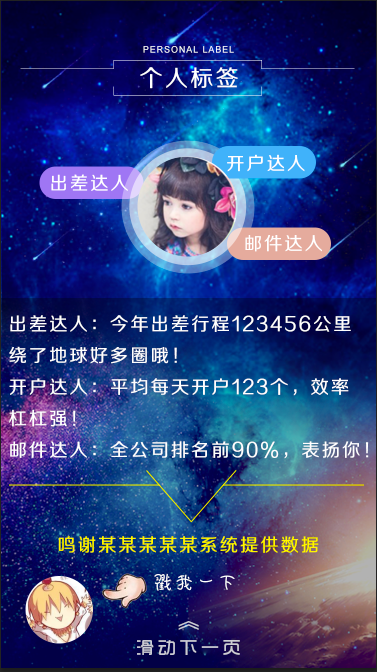 PERSONAL LABEL
个人标签
开户达人
出差达人
邮件达人
出差达人：今年出差行程123456公里
绕了地球好多圈哦！
开户达人：平均每天开户123个，效率
杠杠强！
邮件达人：全公司排名前90%，表扬你！
鸣谢某某某某某系统提供数据
戳我一下
滑动下一页